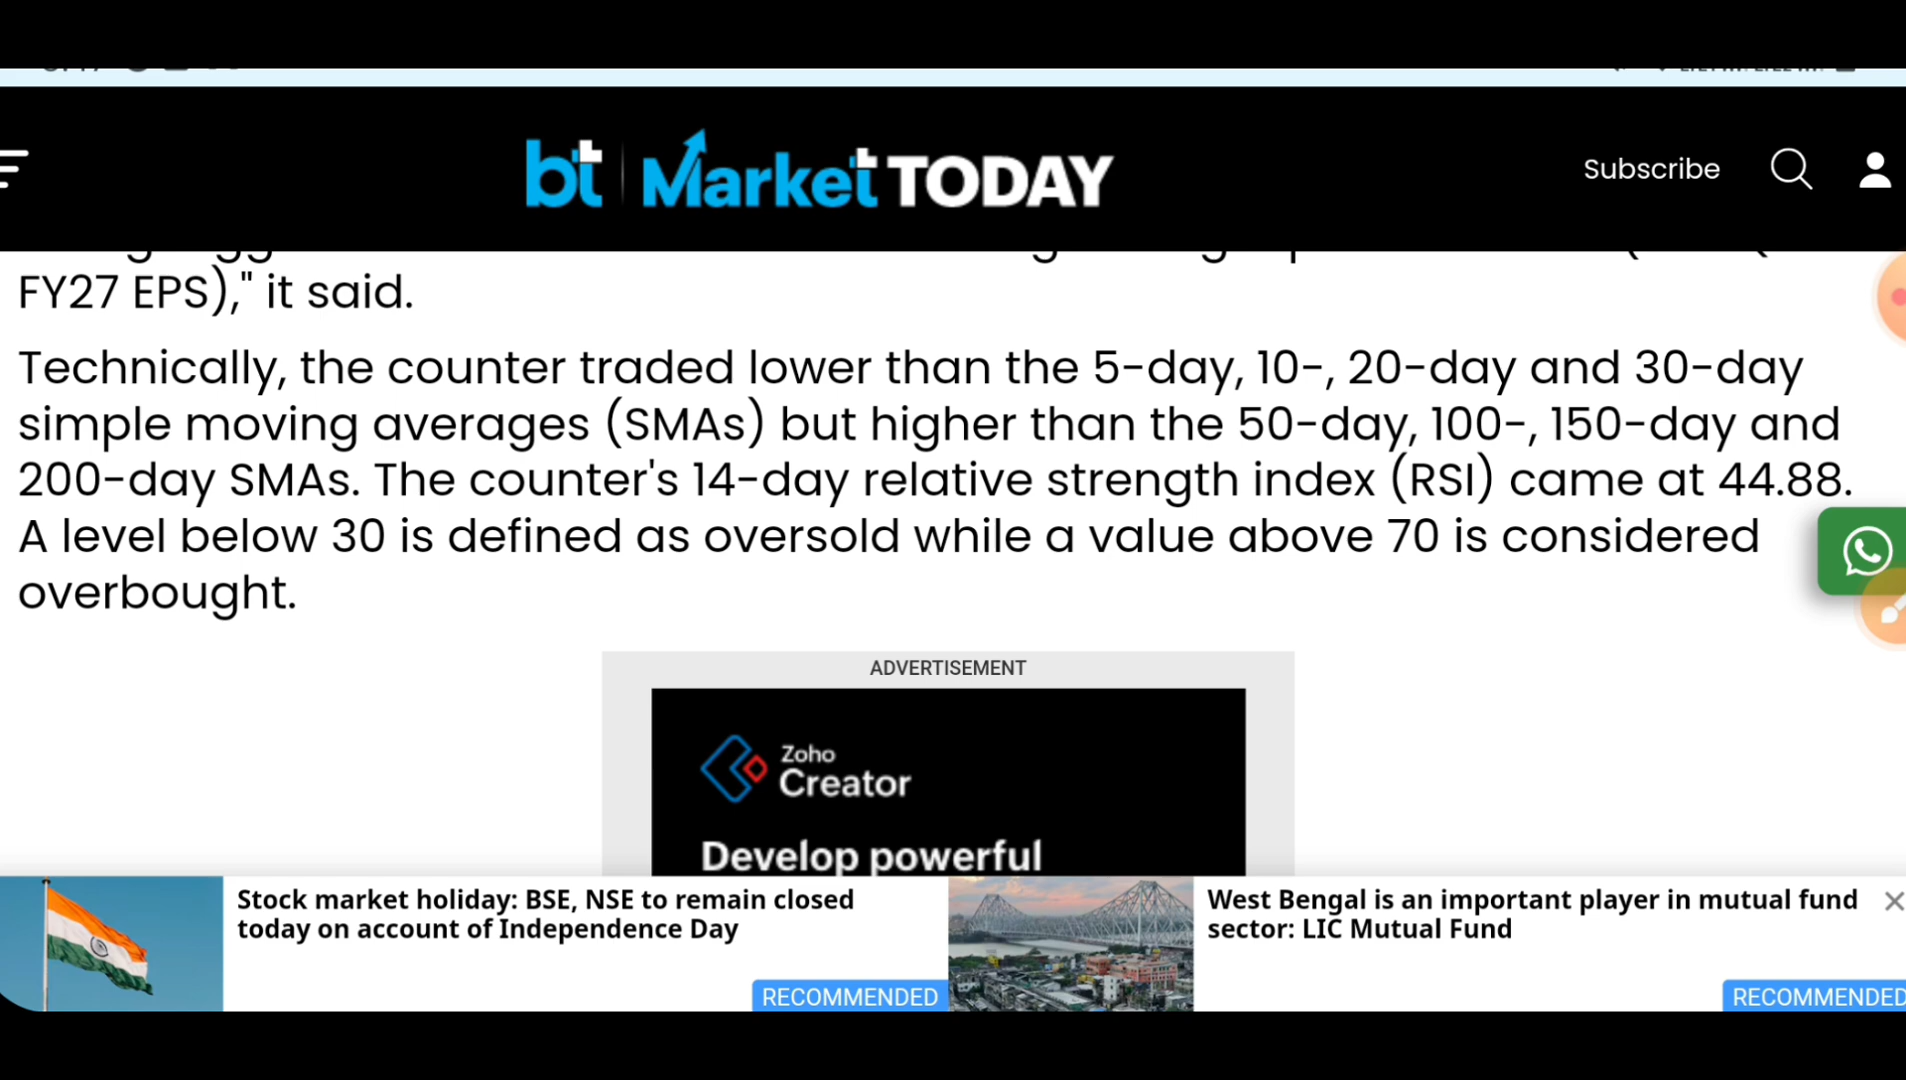 bt Market TODAY
Subscribe
FY27 EPS)," it said.
Technically, the counter traded lower than the 5-day, 10-, 20-day and 30-day
simple moving averages (SMAs) but higher than the 50-day, 100-, 150-day and
200-day SMAs. The counter's 14-day relative strength index (RSI) came at 44.88.
A level below 30 is defined as oversold while a value above 70 is considered
overbought.
ADVERTISEMENT
Zoho
Creator
Develop powerful
Stock market holiday: BSE, NSE to remain closed
today on account of Independence Day
RECOMMENDED
West Bengal is an important player in mutual fund
sector: LIC Mutual Fund
RECOMMENDED